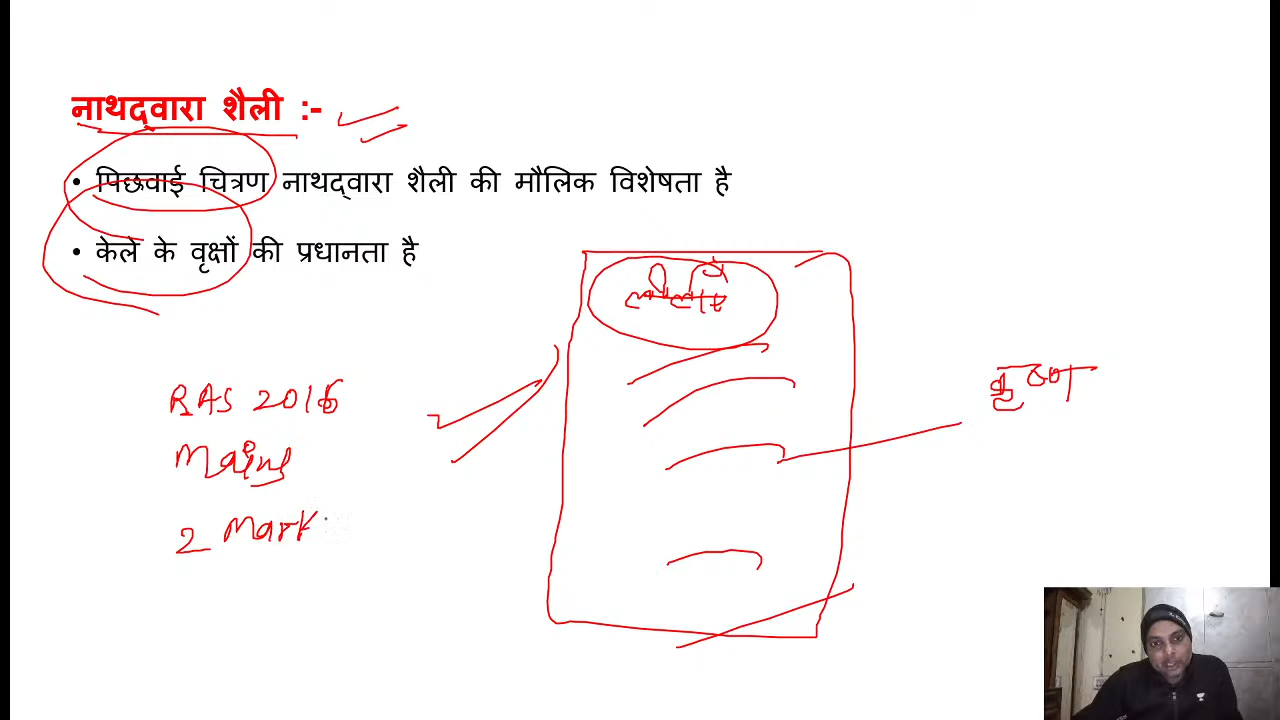 नाथद्वारा शैली :-
• पिछवाई चित्रण नाथद्वारा शैली की मौलिक विशेषता है
• केले के वृक्षों की प्रधानता है
RAS 2016
Mains
2 Mark
कृष्ण